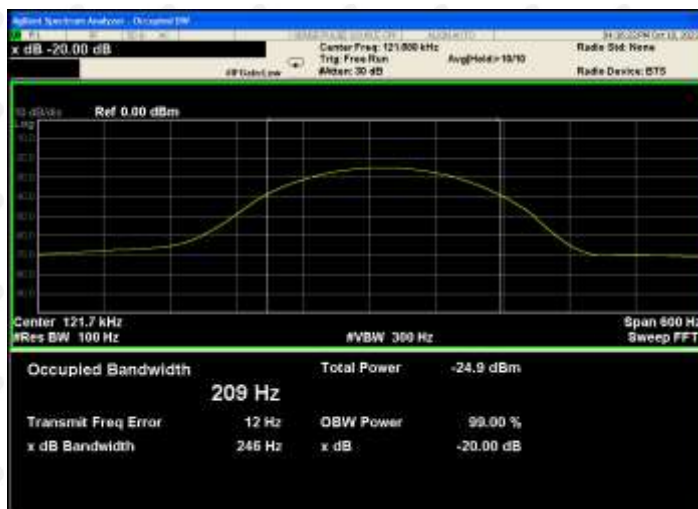 Agilent Spectrum Analyzer - Occupied BW
x dB -20.00 dB
Center Freq: 121.800 kHz
Radio Std: None
Trig: Free Run
Avg|Hold:>10/10
#IFGain:Low
#Atten: 30 dB
Radio Device: BTS
10 dB/div
Ref 0.00 dBm
Log
Center 121.7 kHz
Span 600 Hz
#Res BW 100 Hz
#VBW 300 Hz
Sweep FFT
Occupied Bandwidth
Total Power
-24.9 dBm
209 Hz
Transmit Freq Error
12 Hz
OBW Power
99.00 %
x dB Bandwidth
246 Hz
x dB
-20.00 dB